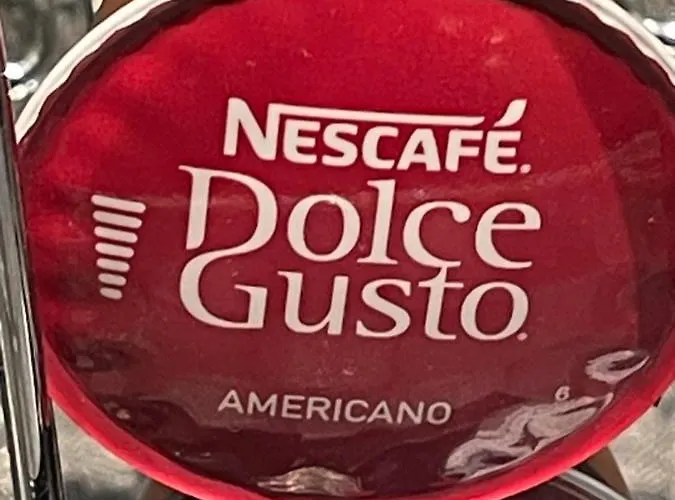 NESCAFÉ.
Dolce
Gusto.
AMERICANO
6